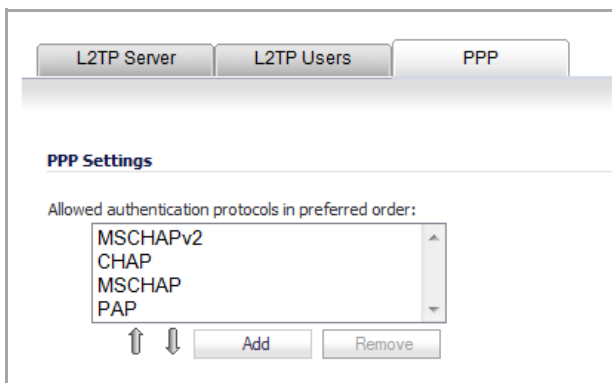 L2TP Server L2TP Users PPP
PPP Settings
Allowed authentication protocols in preferred order:
MSCHAPv2
CHAP
MSCHAP
PAP
Add Remove